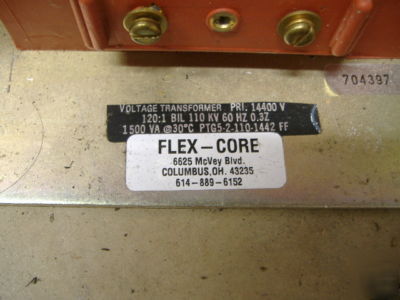 704397
VOLTAGE TRANSFORMER PRI. 14400 V
120:1 BIL 110 KV 60 HZ 0.3Z
1500 VA @30°C PTG5-2-110-1442 FF
FLEX-CORE
6625 McVey Blvd.
COLUMBUS,OH. 43235
614-889-6152